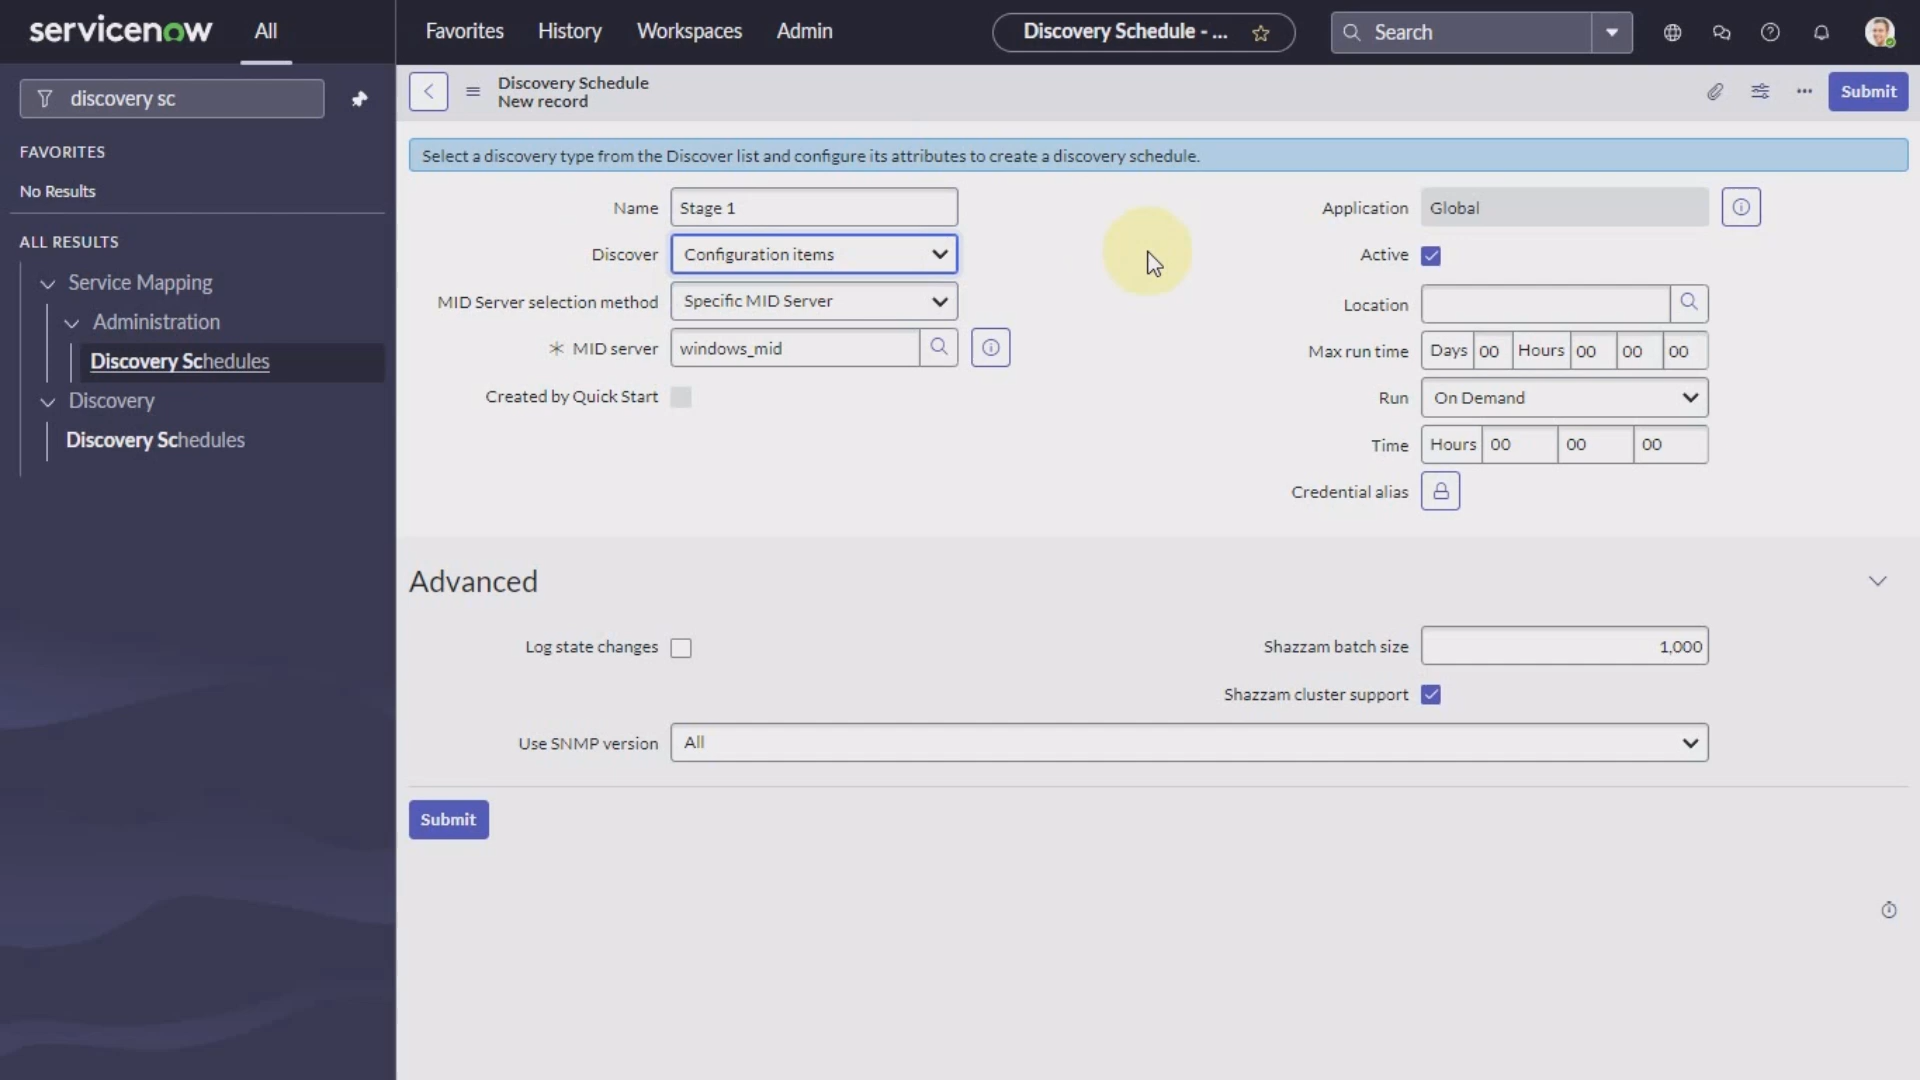 servicenow
All
Favorites
History
Workspaces
Admin
Discovery Schedule - ...
Search
discovery sc
FAVORITES
No Results
ALL RESULTS
Service Mapping
Administration
Discovery Schedules
Discovery
Discovery Schedules
Discovery Schedule
New record
Submit
Select a discovery type from the Discover list and configure its attributes to create a discovery schedule.
Name Stage 1
Discover Configuration items
MID Server selection method Specific MID Server
MID server windows_mid
Created by Quick Start
Application Global
Active
Location
Max run time Days 00 Hours 00 00 00
Run On Demand
Time Hours 00 00 00
Credential alias
Advanced
Log state changes
Shazzam batch size 1,000
Shazzam cluster support
Use SNMP version All
Submit